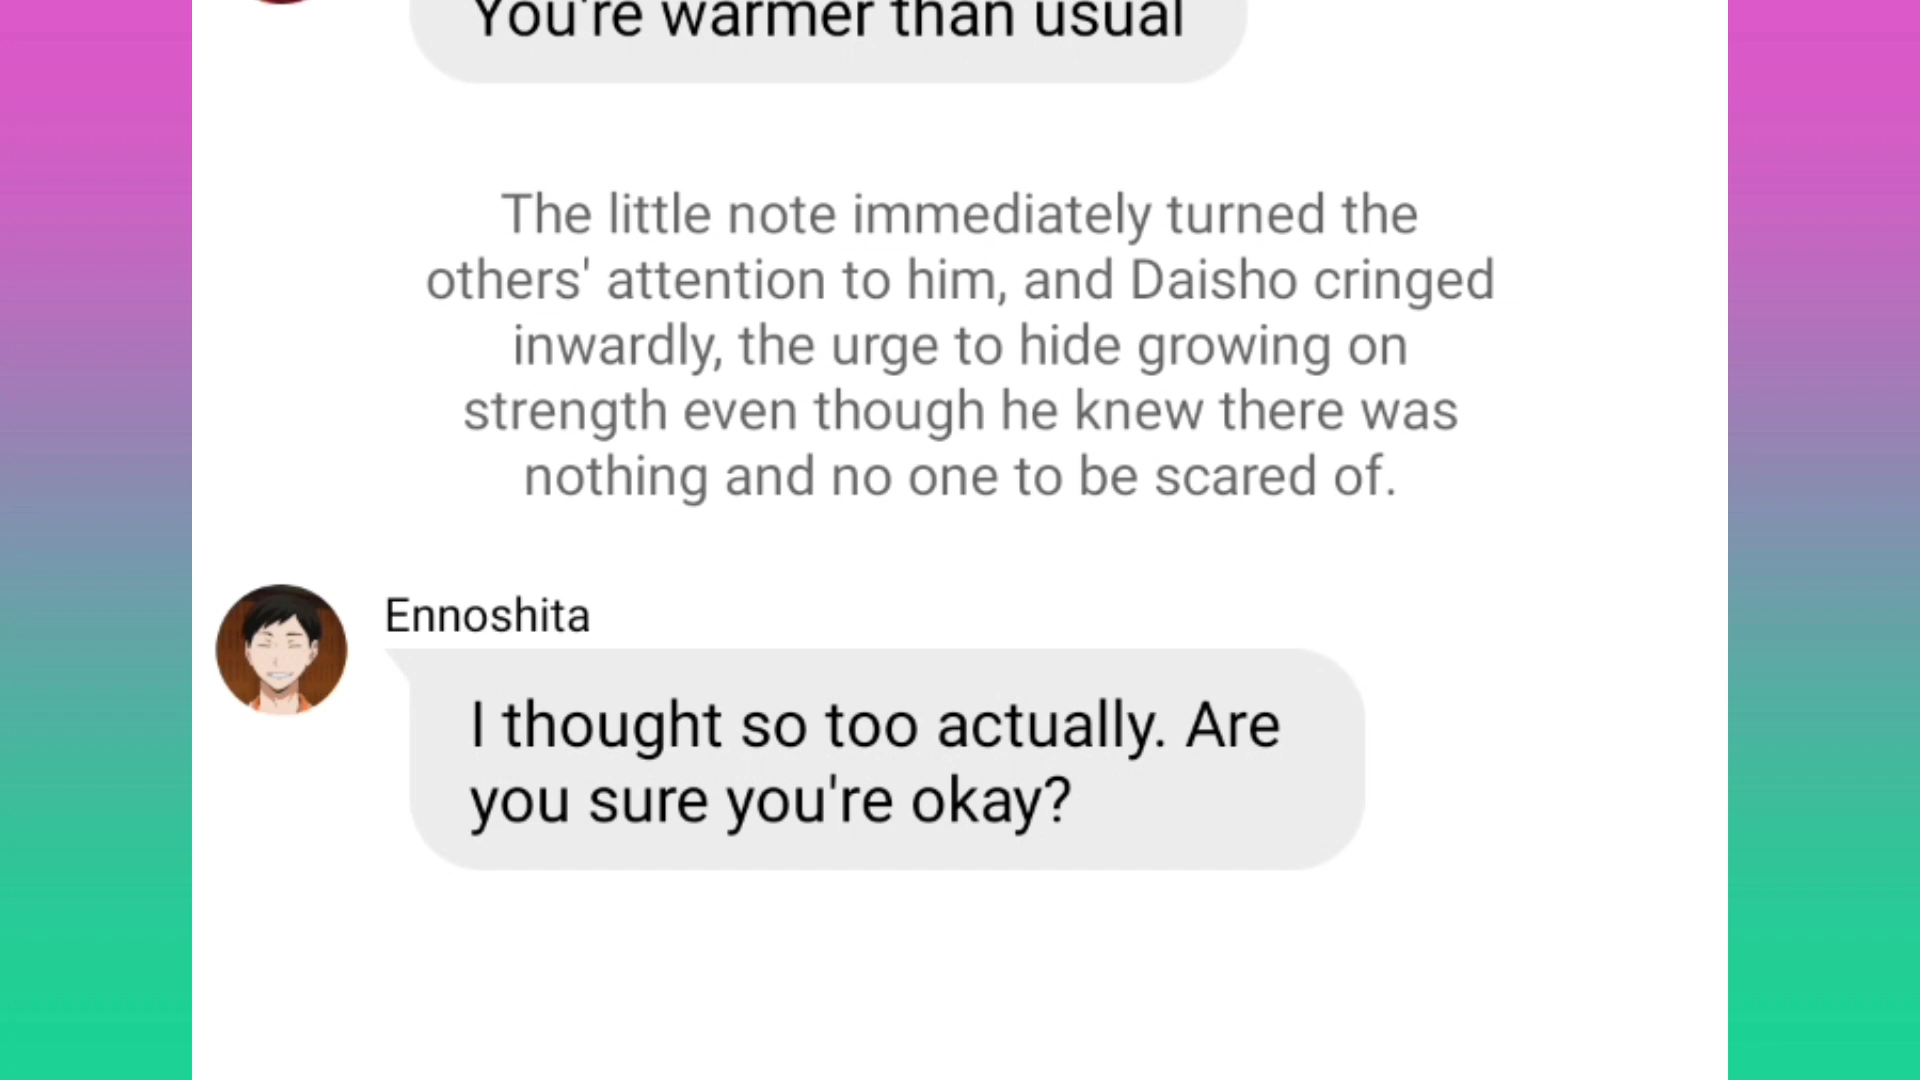 You're warmer than usual
The little note immediately turned the
others' attention to him, and Daisho cringed
inwardly, the urge to hide growing on
strength even though he knew there was
nothing and no one to be scared of.
Ennoshita
I thought so too actually. Are
you sure you're okay?